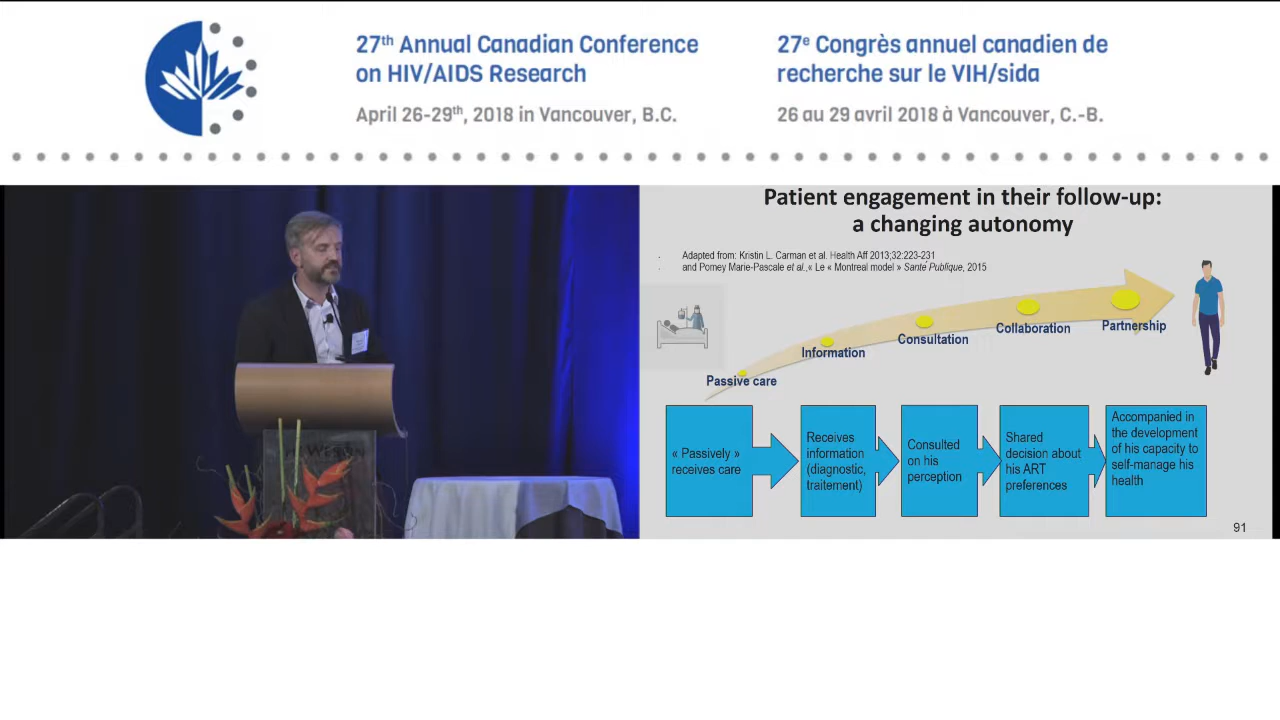 27th Annual Canadian Conference
on HIV/AIDS Research
April 26-29th, 2018 in Vancouver, B.C.
27e Congrès annuel canadien de
recherche sur le VIH/sida
26 au 29 avril 2018 à Vancouver, C.-B.
Patient engagement in their follow-up:
a changing autonomy
Adapted from: Kristin L. Carman et al. Health Aff 2013;32:223-231
and Pomey Marie-Pascale et al.,« Le « Montreal model » Santé Publique, 2015
Passive care
Information
Consultation
Collaboration
Partnership
« Passively »
receives care
Receives
information
(diagnostic,
traitement)
Consulted
on his
perception
Shared
decision about
his ART
preferences
Accompanied in
the development
of his capacity to
self-manage his
health
91
WESTIN